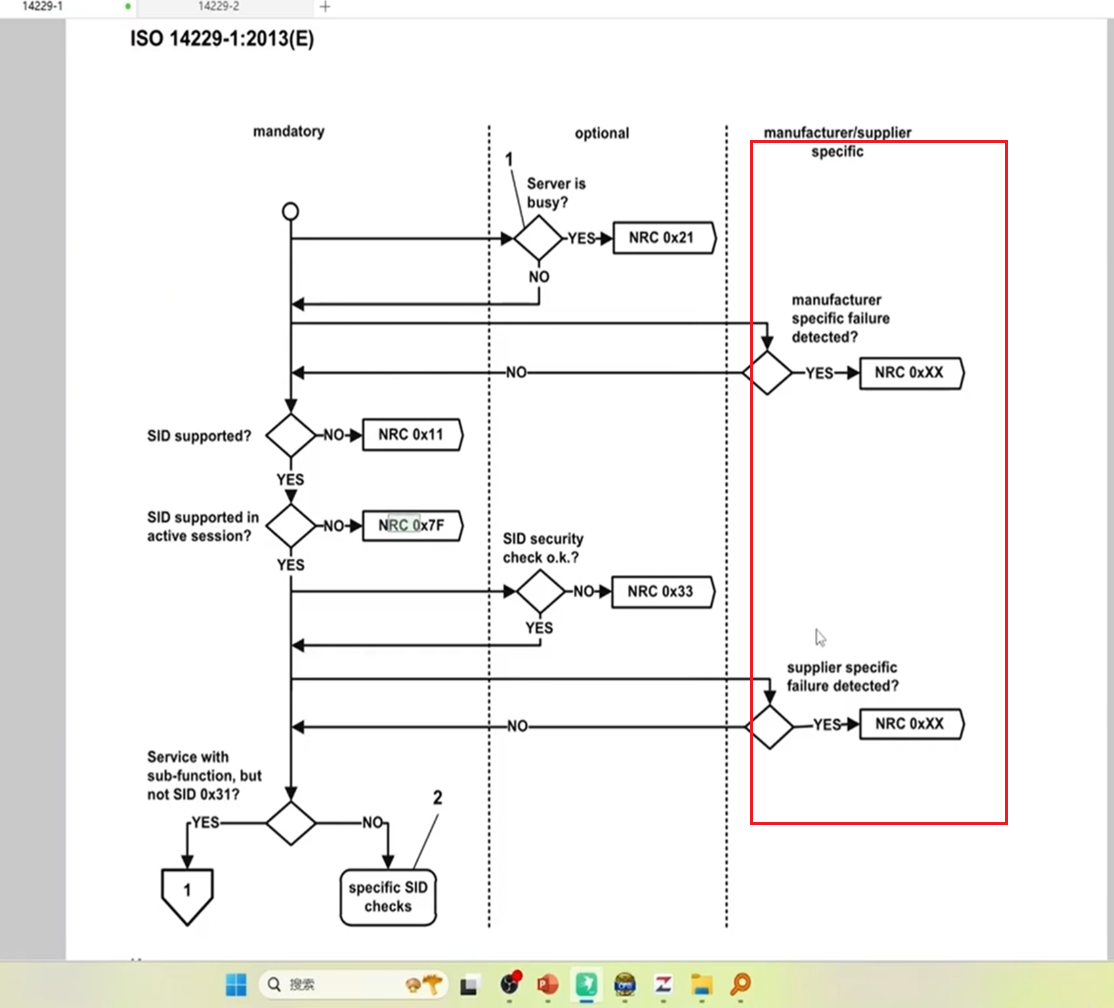 14229-1
14229-2
ISO 14229-1:2013(E)
mandatory
optional
manufacturer/supplier
specific
1
Server is
busy?
YES
NRC 0x21
NO
manufacturer
specific failure
detected?
NO
YES
NRC 0xXX
SID supported?
NO
NRC 0x11
YES
SID supported in
active session?
NO
NRC 0x7F
YES
SID security
check o.k.?
NO
NRC 0x33
YES
supplier specific
failure detected?
NO
YES
NRC 0xXX
Service with
sub-function, but
not SID 0x31?
YES
NO
2
1
specific SID
checks
搜索